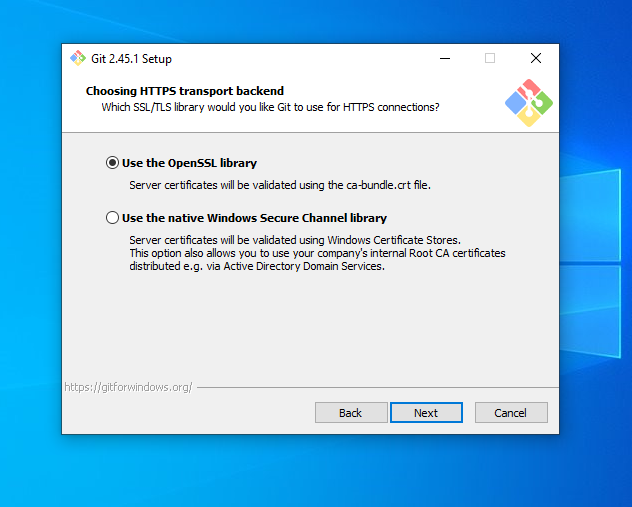 Git 2.45.1 Setup
Choosing HTTPS transport backend
Which SSL/TLS library would you like Git to use for HTTPS connections?
Use the OpenSSL library
Server certificates will be validated using the ca-bundle.crt file.
Use the native Windows Secure Channel library
Server certificates will be validated using Windows Certificate Stores.
This option also allows you to use your company's internal Root CA certificates
distributed e.g. via Active Directory Domain Services.
https://gitforwindows.org/
Back Next Cancel